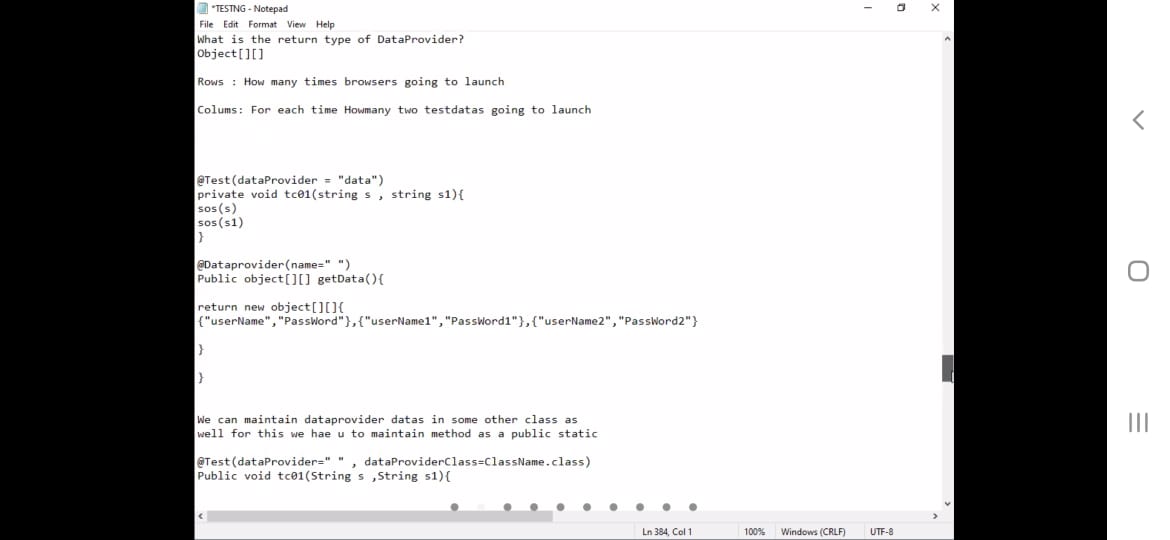 *TESTNG - Notepad
File Edit Format View Help
What is the return type of DataProvider?
Object[][]
Rows : How many times browsers going to launch
Colums: For each time Howmany two testdatas going to launch
@Test(dataProvider = "data")
private void tc01(string s , string s1){
sos(s)
sos(s1)
}
@Dataprovider(name=" ")
Public object[][] getData(){
return new object[][]{
{"userName","PassWord"},{"userName1","PassWord1"},{"userName2","PassWord2"}
}
}
We can maintain dataprovider datas in some other class as
well for this we hae u to maintain method as a public static
@Test(dataProvider=" " , dataProviderClass=ClassName.class)
Public void tc01(String s ,String s1){
Ln 384, Col 1 100% Windows (CRLF) UTF-8